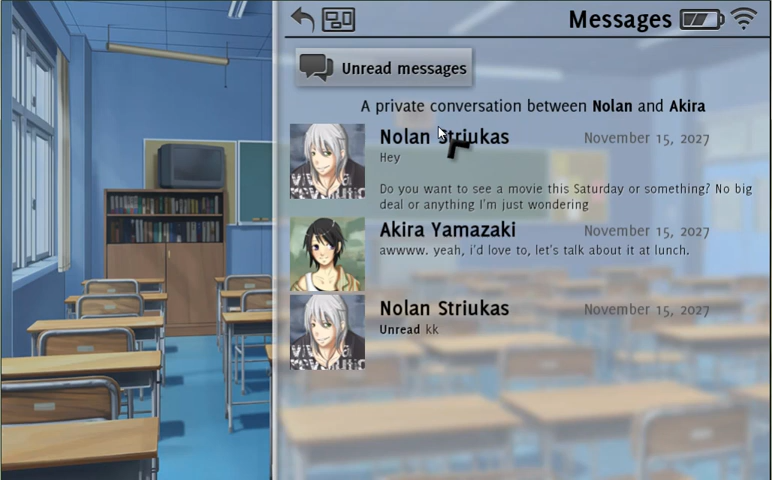 Messages
Unread messages
A private conversation between Nolan and Akira
Nolan Striukas November 15, 2027
Hey
Do you want to see a movie this Saturday or something? No big
deal or anything I'm just wondering
Akira Yamazaki November 15, 2027
awwww. yeah, i'd love to, let's talk about it at lunch.
Nolan Striukas November 15, 2027
Unread kk